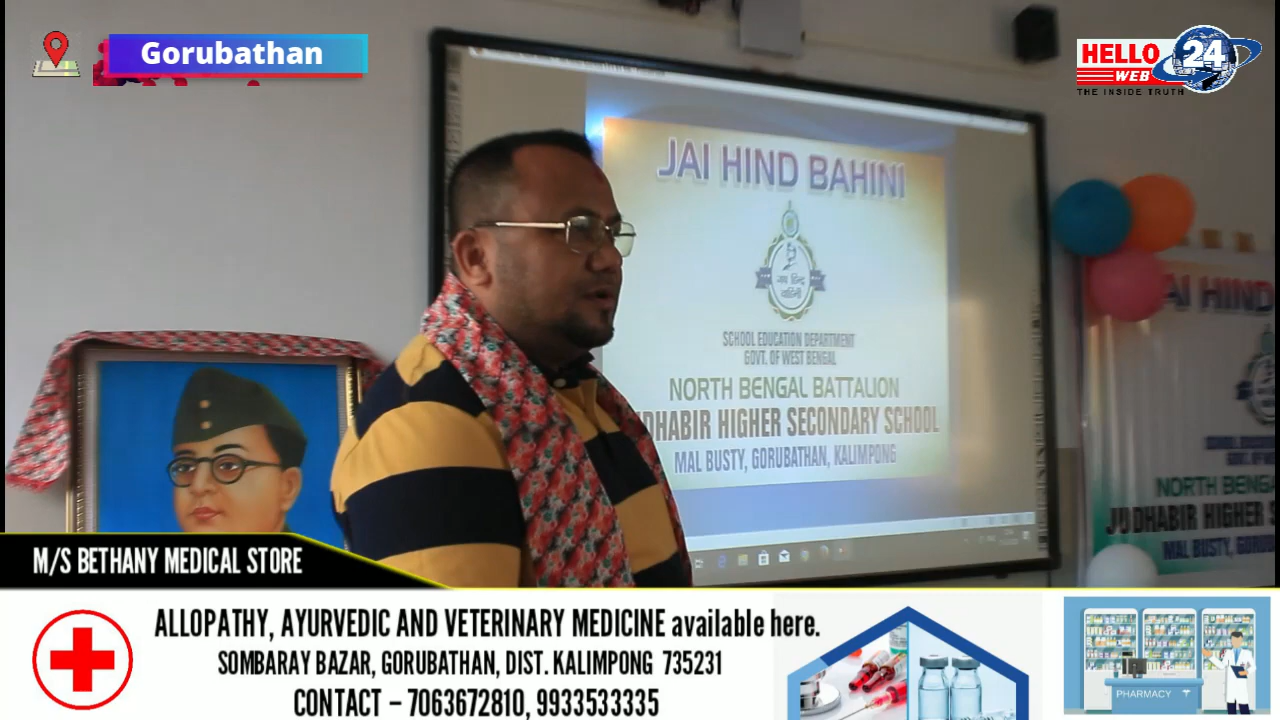 Gorubathan
HELLO
WEB
24
THE INSIDE TRUTH
JAI HIND BAHINI
जय हिन्द
वाहिनी
SCHOOL EDUCATION DEPARTMENT
GOVT. OF WEST BENGAL
NORTH BENGAL BATTALION
DHABIR HIGHER SECONDARY SCHOOL
MAL BUSTY, GORUBATHAN, KALIMPONG
AI HIND
NORTH BENGA
JUDHABIR HIGHER S
MAL BUSTY, GORU
M/S BETHANY MEDICAL STORE
ALLOPATHY, AYURVEDIC AND VETERINARY MEDICINE available here.
SOMBARAY BAZAR, GORUBATHAN, DIST. KALIMPONG 735231
CONTACT – 7063672810, 9933533335
PHARMACY